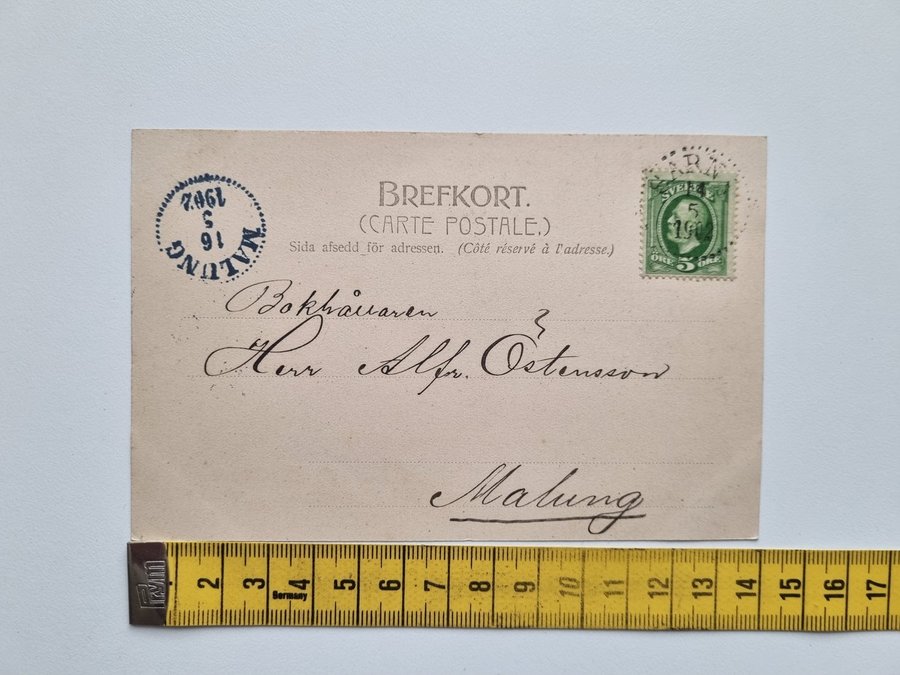 BREFKORT.
(CARTE POSTALE.)
Sida afsedd för adressen. (Côté réservé à l'adresse.)
MALUNG
16
5
1902
14
5
SVERIGE
5
ÖRE ÖRE
Bokhållaren
Herr Alfr. Östensson
Malung
2 3 4 5 6 7 8 9 10 11 12 13 14 15 16 17
Germany